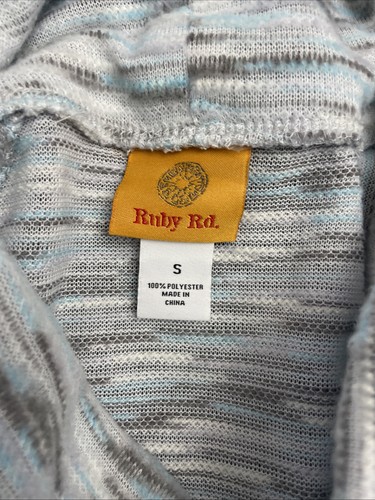 Ruby Rd.
S
100% POLYESTER
MADE IN
CHINA